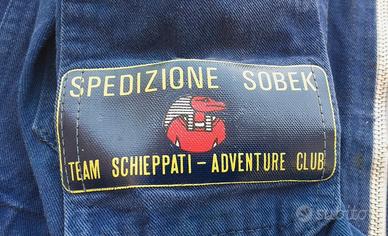 SPEDIZIONE SOBEK
TEAM SCHIEPPATI - ADVENTURE CLUB
subito